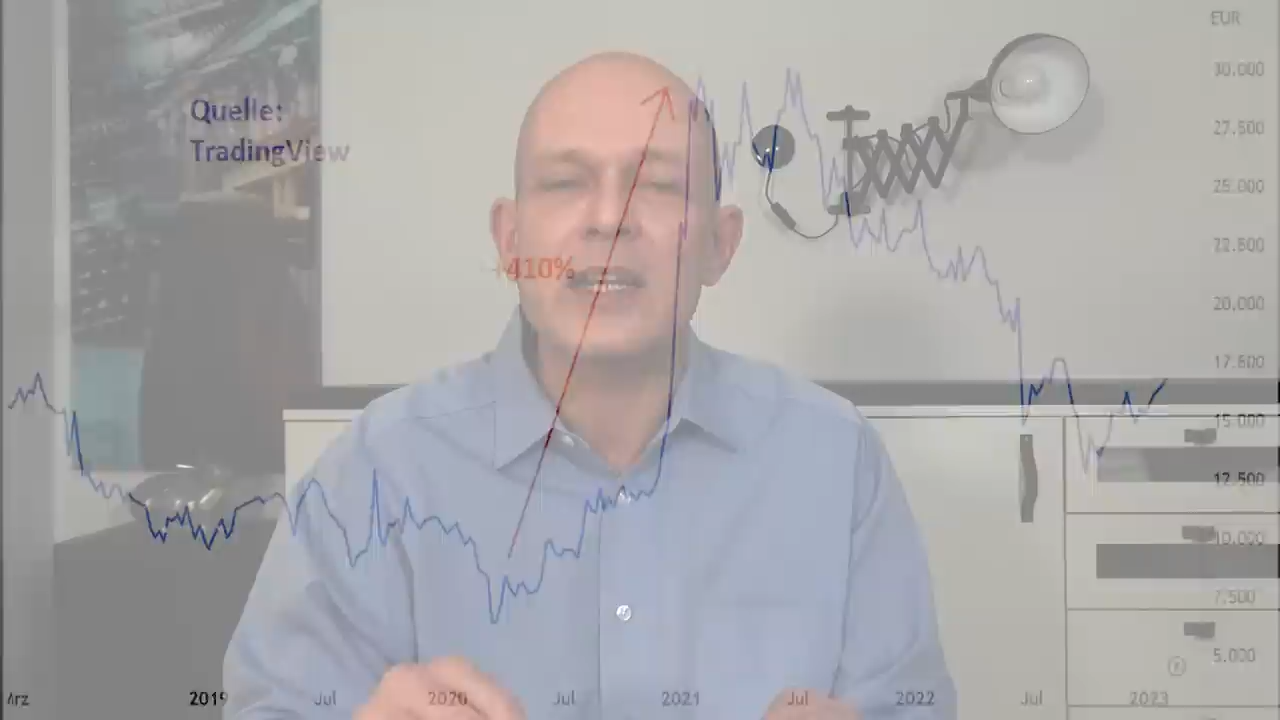 EUR
30.000
Quelle:
27.500
TradingView
25.000
22.500
+410%
20.000
17.500
15.000
12.500
10.000
7.500
5.000
2019
Jul
2020
Jul
2021
Jul
2022
Jul
2023